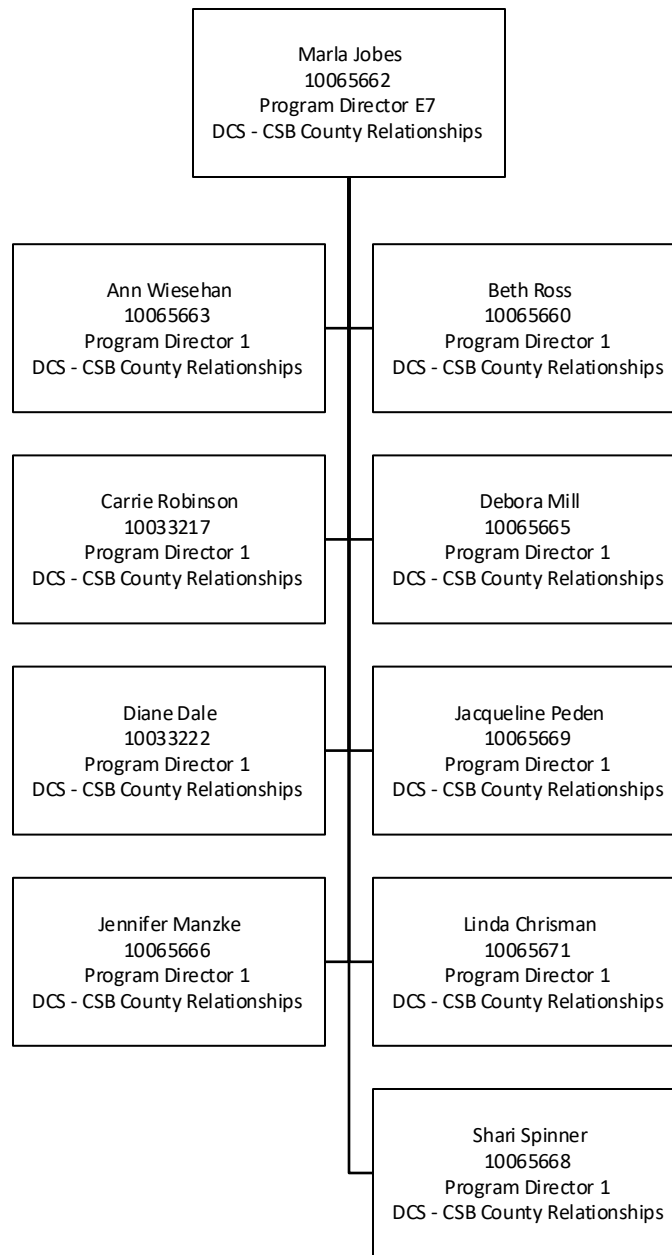 Marla Jobes
10065662
Program Director E7
DCS - CSB County Relationships
Ann Wiesehan
10065663
Program Director 1
DCS - CSB County Relationships
Beth Ross
10065660
Program Director 1
DCS - CSB County Relationships
Carrie Robinson
10033217
Program Director 1
DCS - CSB County Relationships
Debora Mill
10065665
Program Director 1
DCS - CSB County Relationships
Diane Dale
10033222
Program Director 1
DCS - CSB County Relationships
Jacqueline Peden
10065669
Program Director 1
DCS - CSB County Relationships
Jennifer Manzke
10065666
Program Director 1
DCS - CSB County Relationships
Linda Chrisman
10065671
Program Director 1
DCS - CSB County Relationships
Shari Spinner
10065668
Program Director 1
DCS - CSB County Relationships